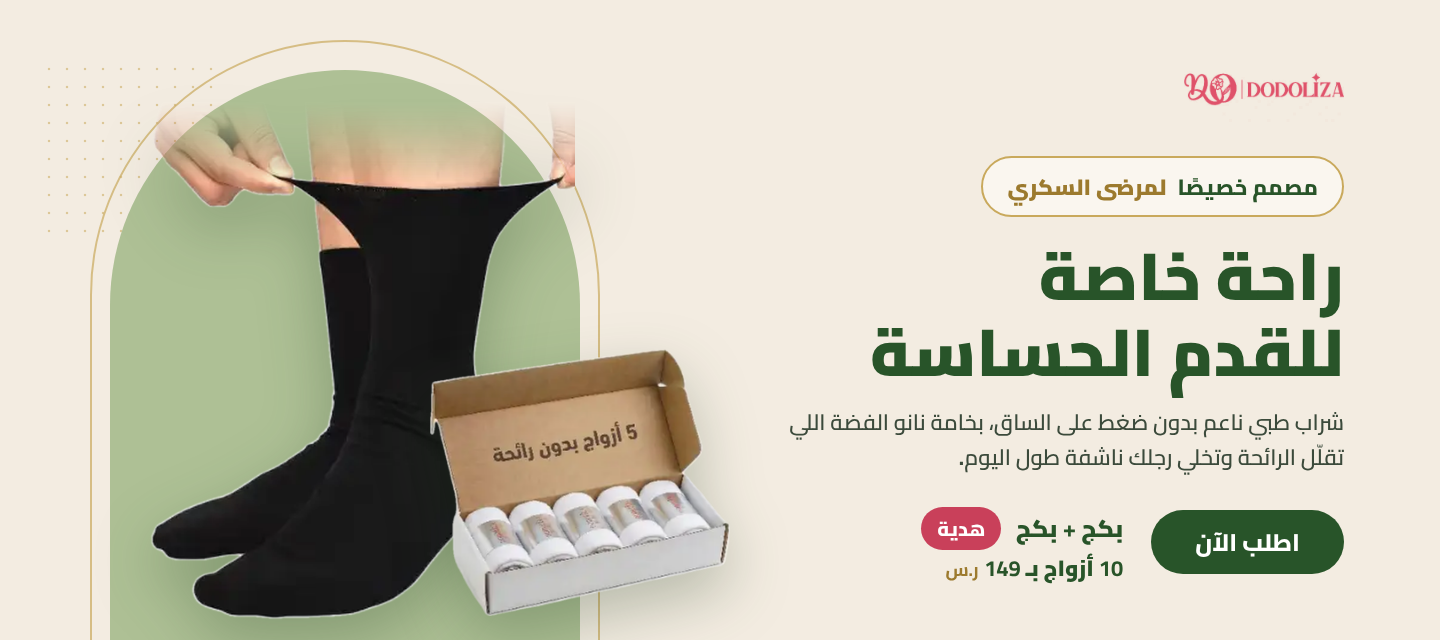 DODOLIZA
مصمم خصيصًا لمرضى السكري
راحة خاصة
للقدم الحساسة
شراب طبي ناعم بدون ضغط على الساق، بخامة نانو الفضة اللي
تقلّل الرائحة وتخلي رجلك ناشفة طول اليوم.
اطلب الآن
بكج + بكج هدية
10 أزواج بـ 149 ر.س
5 أزواج بدون رائحة